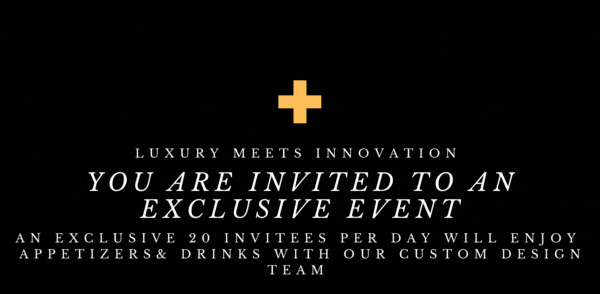 LUXURY MEETS INNOVATION
YOU ARE INVITED TO AN
EXCLUSIVE EVENT
AN EXCLUSIVE 20 INVITEES PER DAY WILL ENJOY
APPETIZERS& DRINKS WITH OUR CUSTOM DESIGN
TEAM